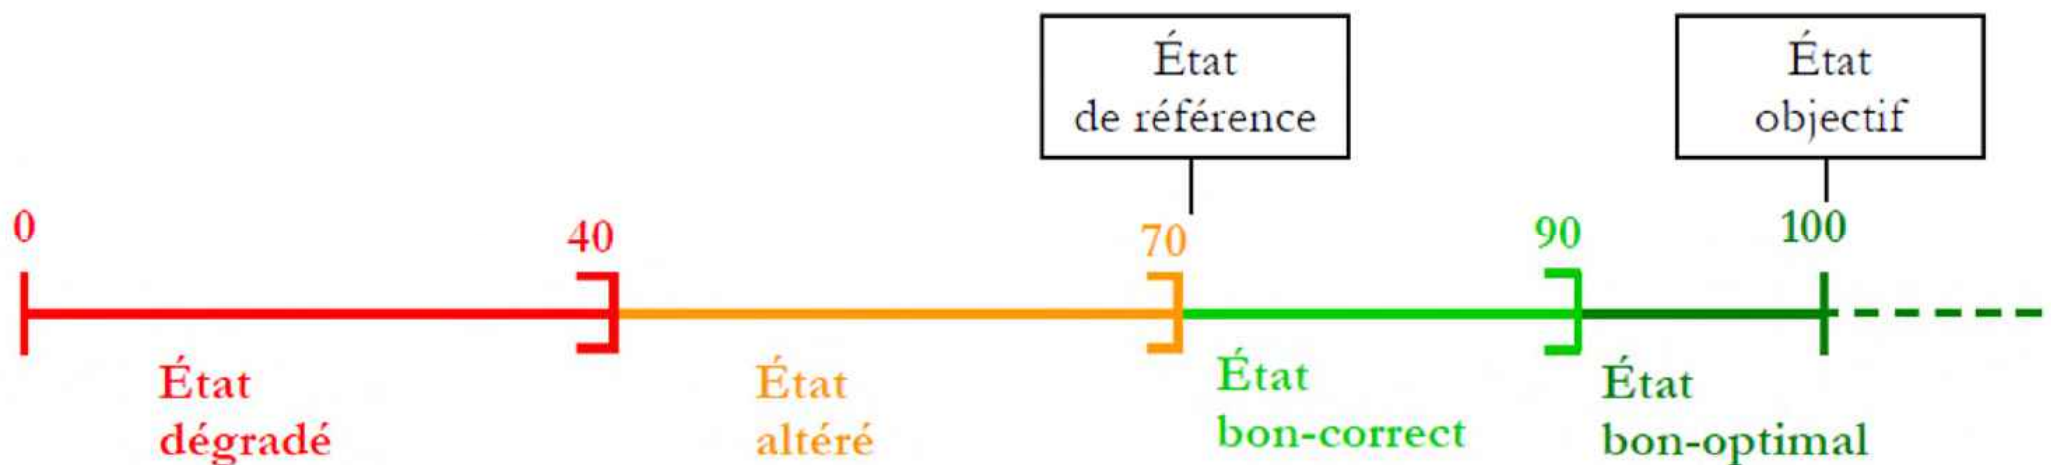 État
de référence
État
objectif
0
40
70
90
100
État
dégradé
État
altéré
État
bon-correct
État
bon-optimal